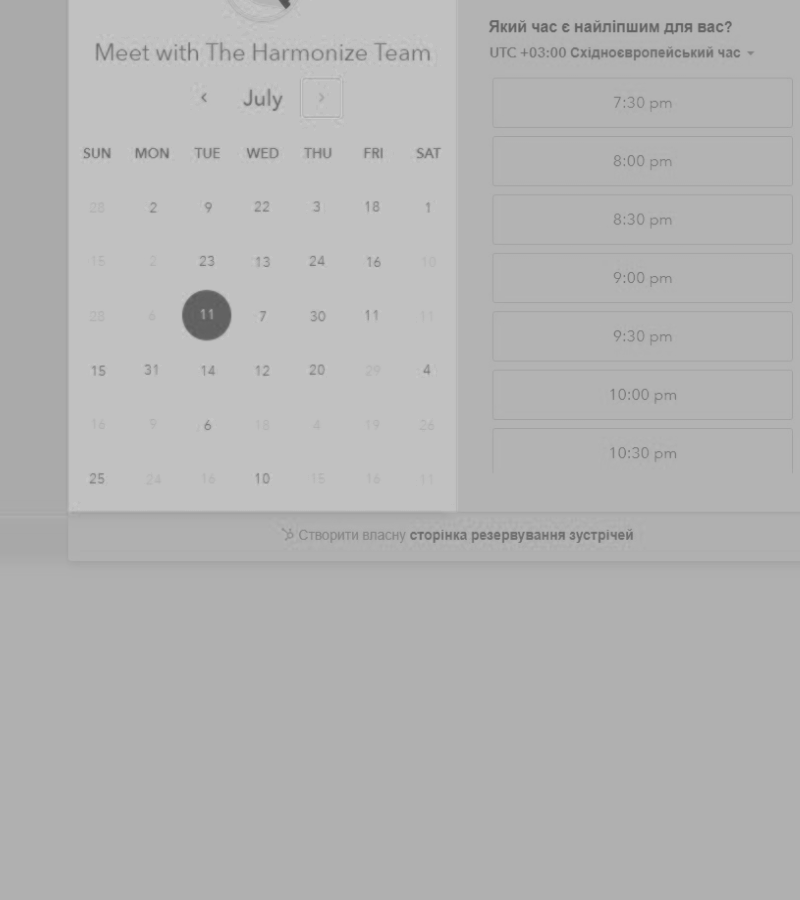 Meet with The Harmonize Team
July
SUN MON TUE WED THU FRI SAT
28 2 9 22 3 18 1
15 2 23 13 24 16 10
28 6 11 7 30 11 11
15 31 14 12 20 29 4
16 9 6 18 4 19 26
25 24 16 10 15 16 11
Який час є найліпшим для вас?
UTC +03:00 Східноєвропейський час
7:30 pm
8:00 pm
8:30 pm
9:00 pm
9:30 pm
10:00 pm
10:30 pm
Створити власну сторінка резервування зустрічей